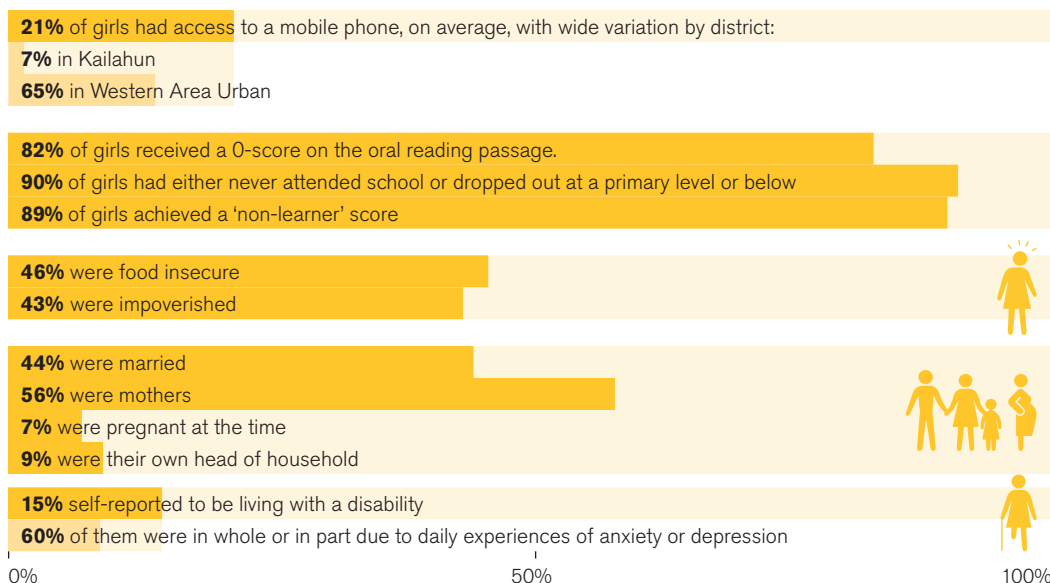 21% of girls had access to a mobile phone, on average, with wide variation by district:
7% in Kailahun
65% in Western Area Urban
82% of girls received a 0-score on the oral reading passage.
90% of girls had either never attended school or dropped out at a primary level or below
89% of girls achieved a ‘non-learner’ score
46% were food insecure
43% were impoverished
44% were married
56% were mothers
7% were pregnant at the time
9% were their own head of household
15% self-reported to be living with a disability
60% of them were in whole or in part due to daily experiences of anxiety or depression
0% 50% 100%